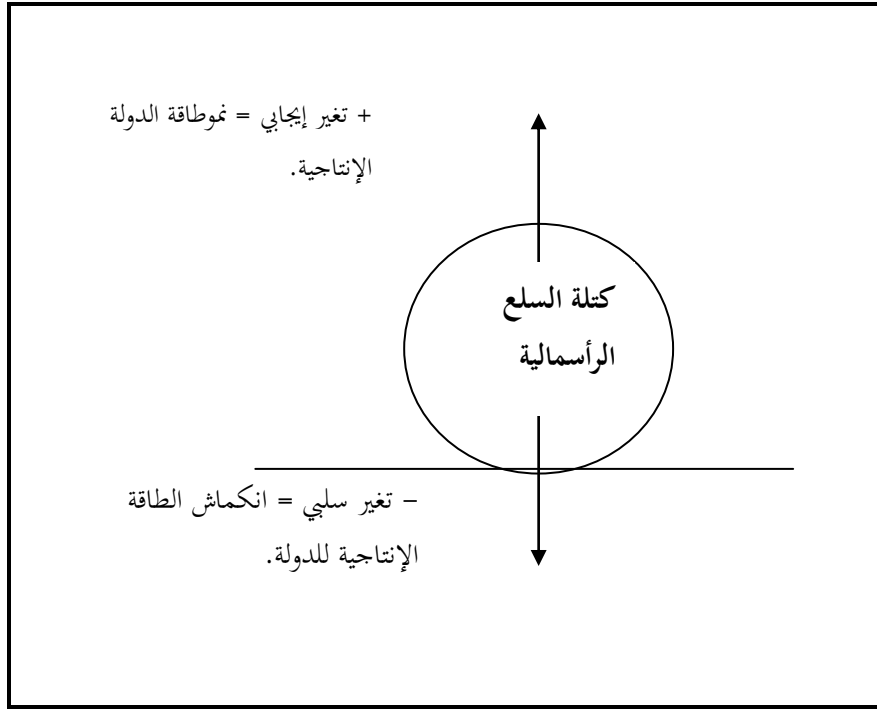 + تغير إيجابي = نموطاقة الدولة
الإنتاجية.
كتلة السلع
الرأسمالية
– تغير سلبي = انكماش الطاقة
الإنتاجية للدولة.